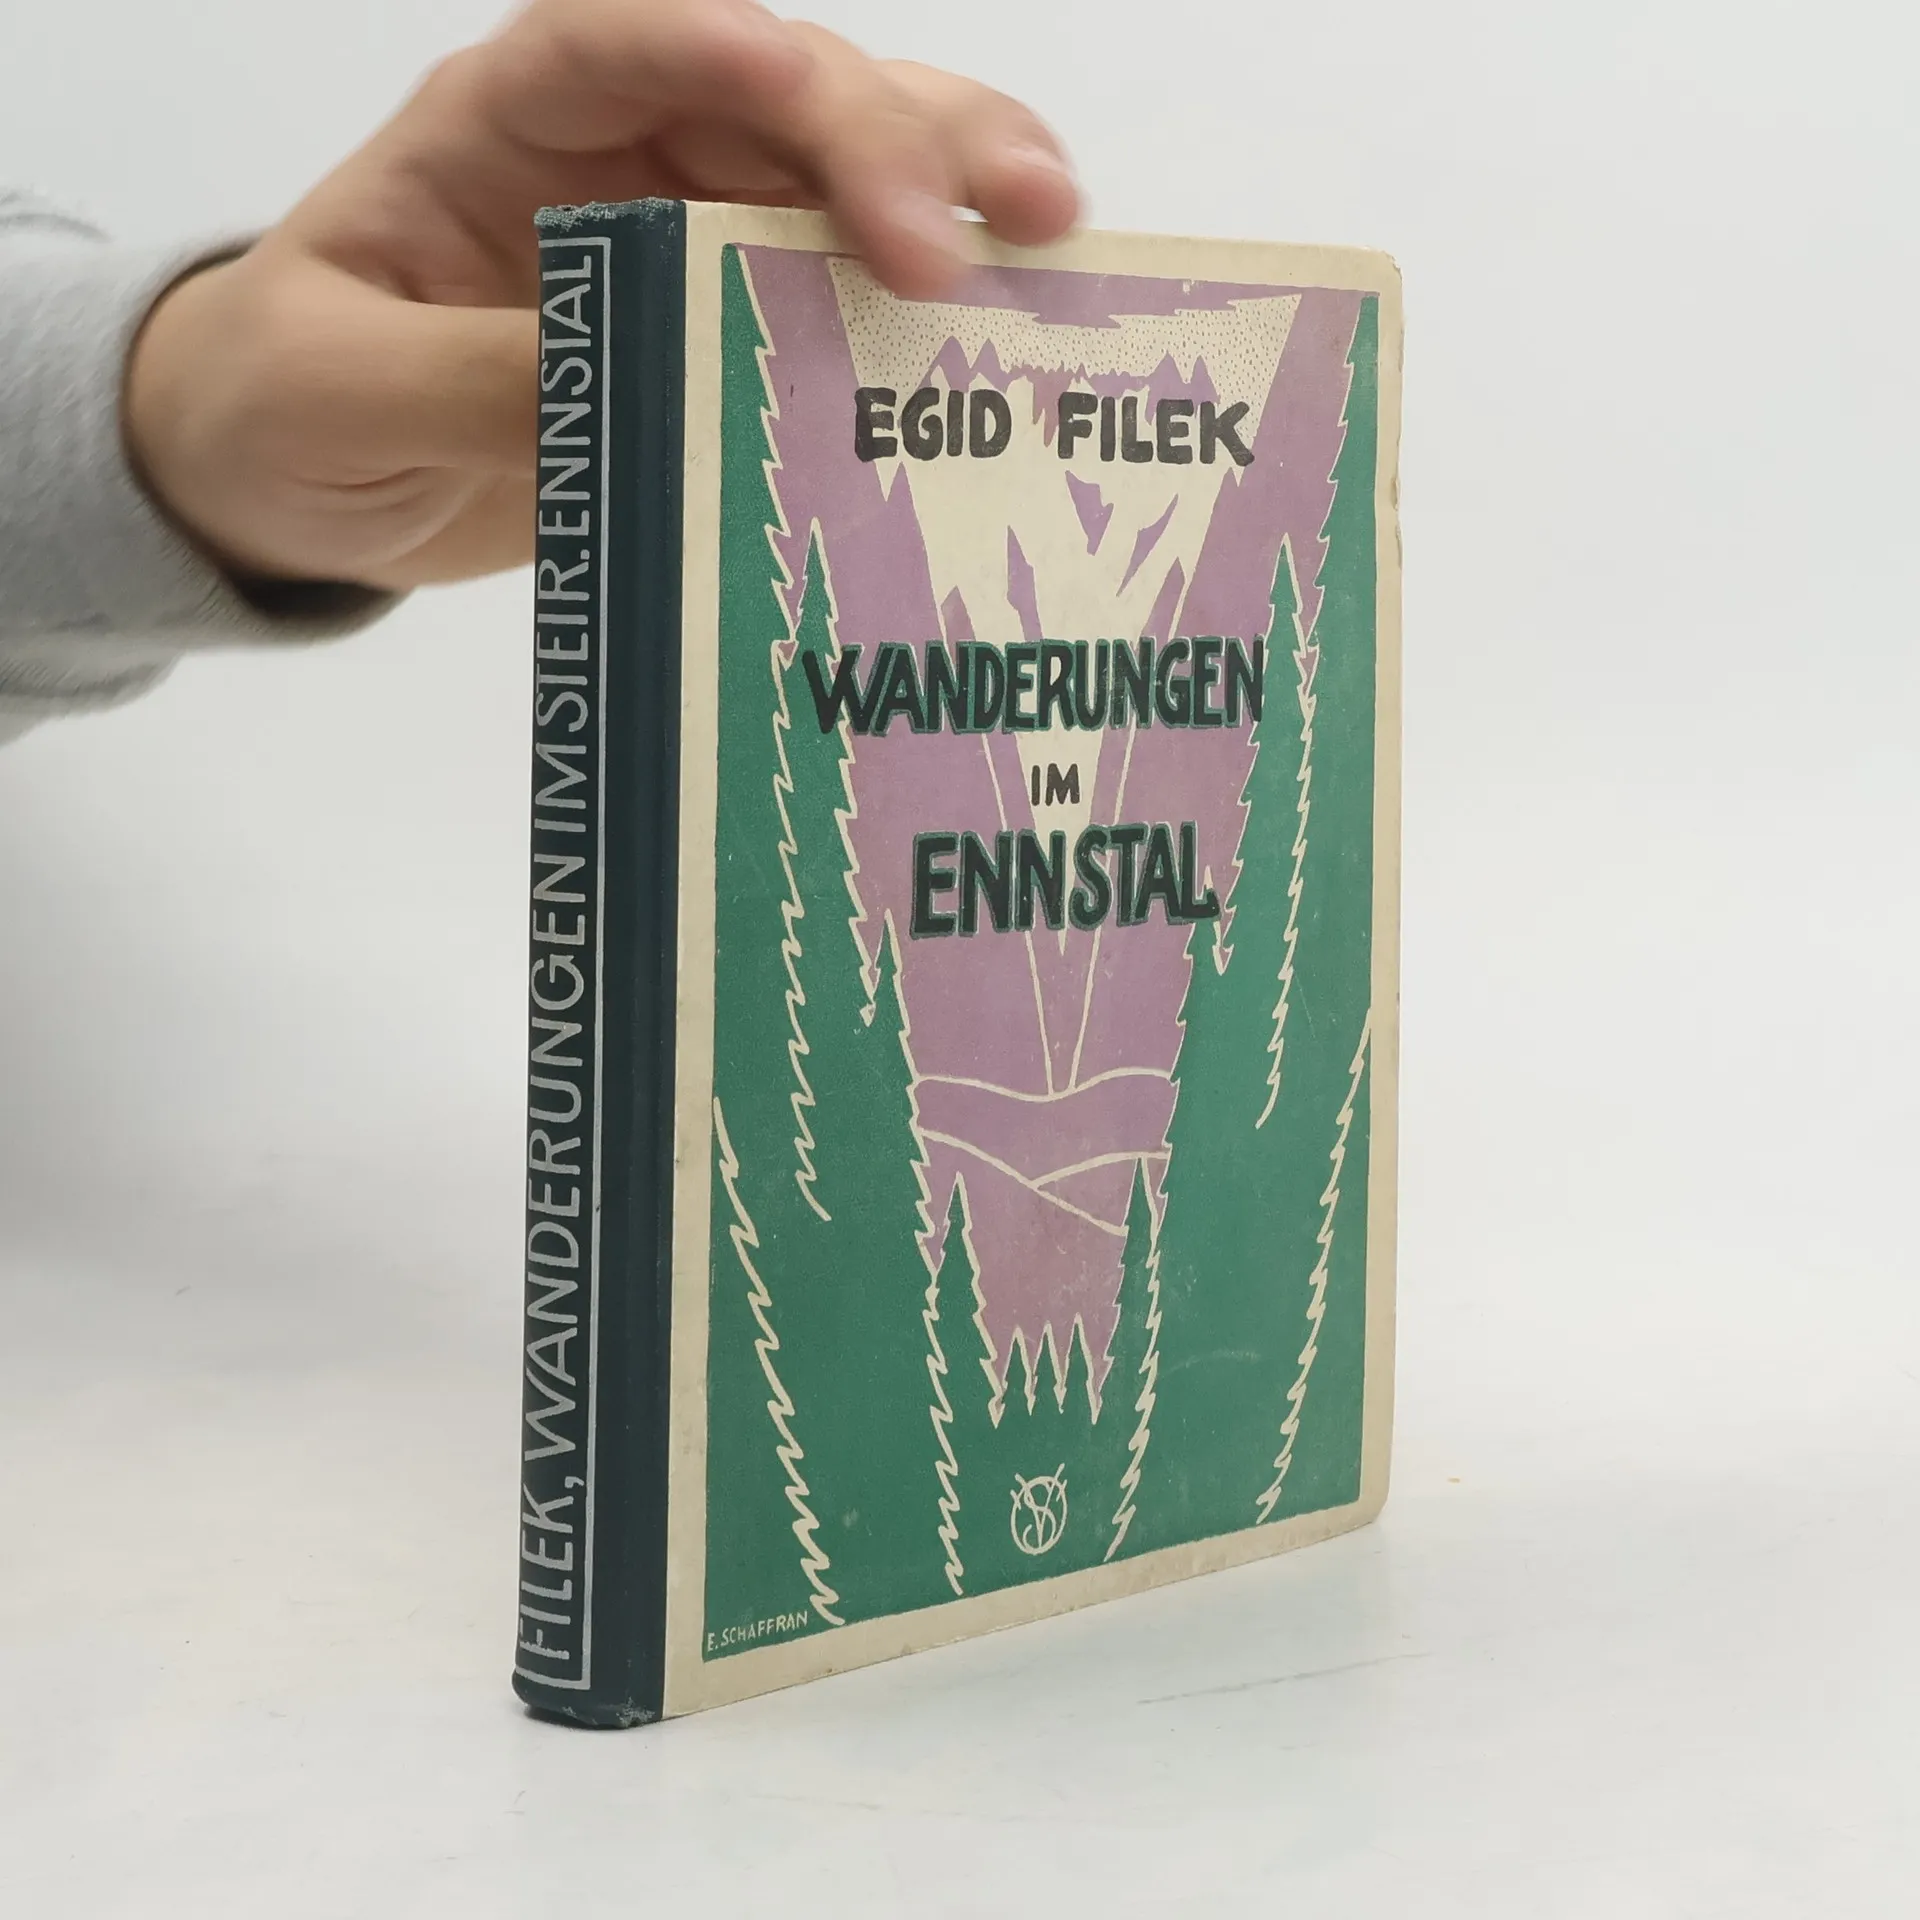 FILEK, WANDERUNGEN IM STEIR. ENNSTAL
EGID FILEK
WANDERUNGEN
IM
ENNSTAL
E. SCHAFFRAN